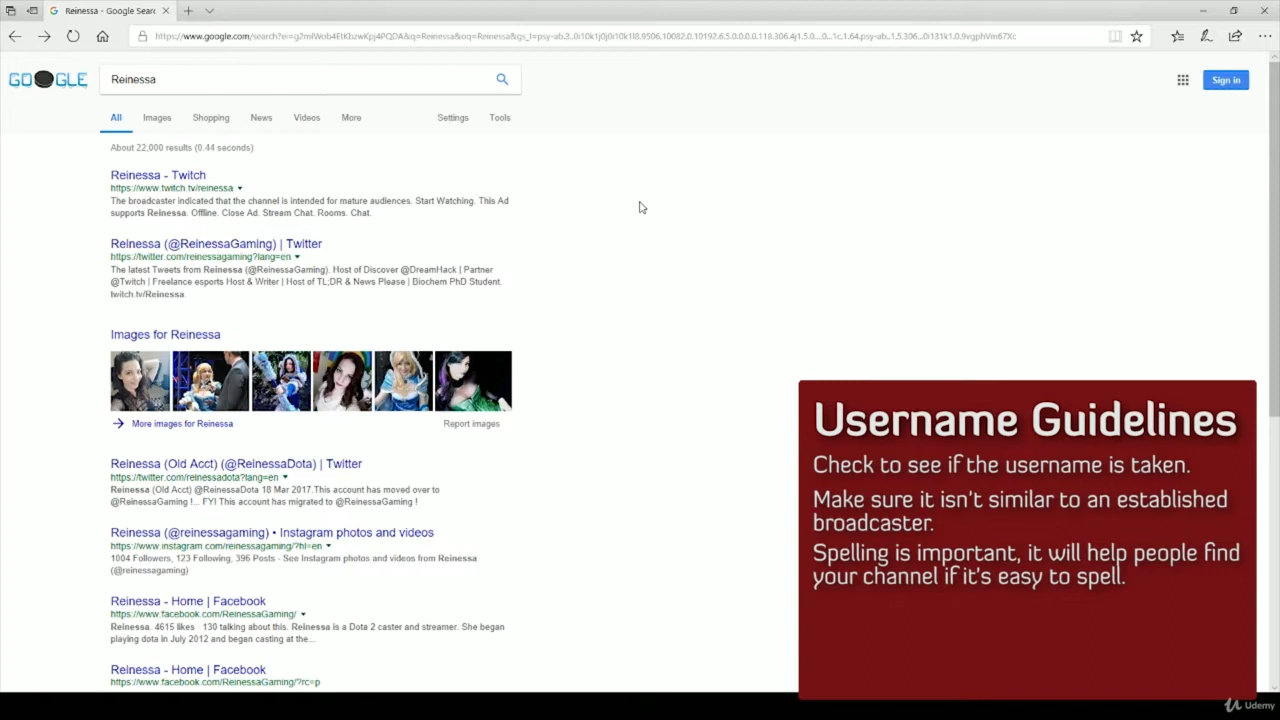 Reinessa - Google Searc
Reinessa
Sign in
All Images Shopping News Videos More Settings Tools
About 22,000 results (0.44 seconds)
Reinessa - Twitch
https://www.twitch.tv/reinessa
The broadcaster indicated that the channel is intended for mature audiences. Start Watching. This Ad
supports Reinessa. Offline. Close Ad. Stream Chat. Rooms. Chat.
Reinessa (@ReinessaGaming) | Twitter
https://twitter.com/reinessagaming?lang=en
The latest Tweets from Reinessa (@ReinessaGaming). Host of Discover @DreamHack | Partner
@Twitch | Freelance esports Host & Writer | Host of TL;DR & News Please | Biochem PhD Student.
twitch.tv/Reinessa.
Images for Reinessa
More images for Reinessa Report images
Reinessa (Old Acct) (@ReinessaDota) | Twitter
https://twitter.com/reinessadota?lang=en
Reinessa (Old Acct) @ReinessaDota 18 Mar 2017.This account has moved over to
@ReinessaGaming !... FYI This account has migrated to @ReinessaGaming !
Reinessa (@reinessagaming) • Instagram photos and videos
https://www.instagram.com/reinessagaming/?hl=en
1004 Followers, 123 Following, 396 Posts - See Instagram photos and videos from Reinessa
(@reinessagaming)
Reinessa - Home | Facebook
https://www.facebook.com/ReinessaGaming/
Reinessa. 4615 likes · 130 talking about this. Reinessa is a Dota 2 caster and streamer. She began
playing dota in July 2012 and began casting at the...
Reinessa - Home | Facebook
https://www.facebook.com/ReinessaGaming/?rc=p
Username Guidelines
Check to see if the username is taken.
Make sure it isn't similar to an established
broadcaster.
Spelling is important, it will help people find
your channel if it's easy to spell.
Udemy